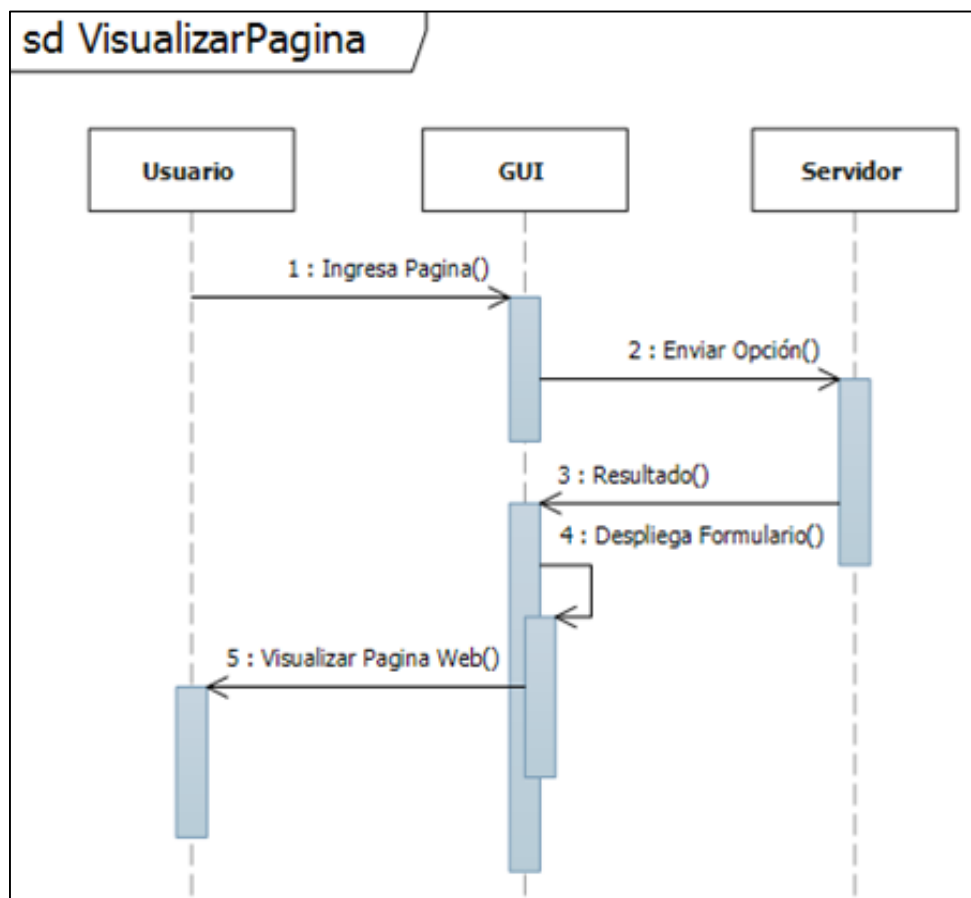 sd VisualizarPagina
Usuario
GUI
Servidor
1 : Ingresa Pagina()
2 : Enviar Opción()
3 : Resultado()
4 : Despliega Formulario()
5 : Visualizar Pagina Web()